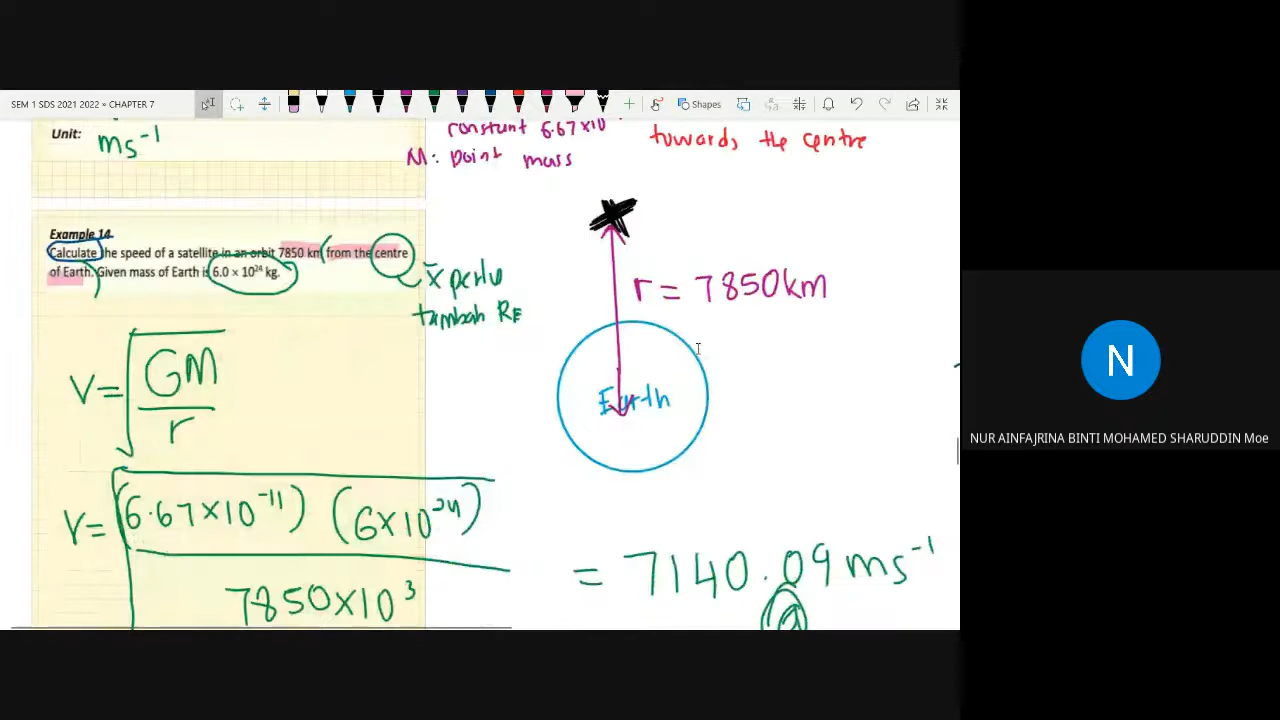 SEM 1 SDS 2021 2022 » CHAPTER 7
Shapes
Unit: ms⁻¹
constant 6.67×10
M: point mass
towards the centre
Example 14
Calculate the speed of a satellite in an orbit 7850 km from the centre
of Earth. Given mass of Earth is 6.0 × 10²⁴ kg.
x perlu
tambah RE
r = 7850km
Earth
V = √GM
r
V = √(6.67×10⁻¹¹) (6×10²⁴)
7850×10³
= 7140.09 ms⁻¹
N
NUR AINFAJRINA BINTI MOHAMED SHARUDDIN Moe